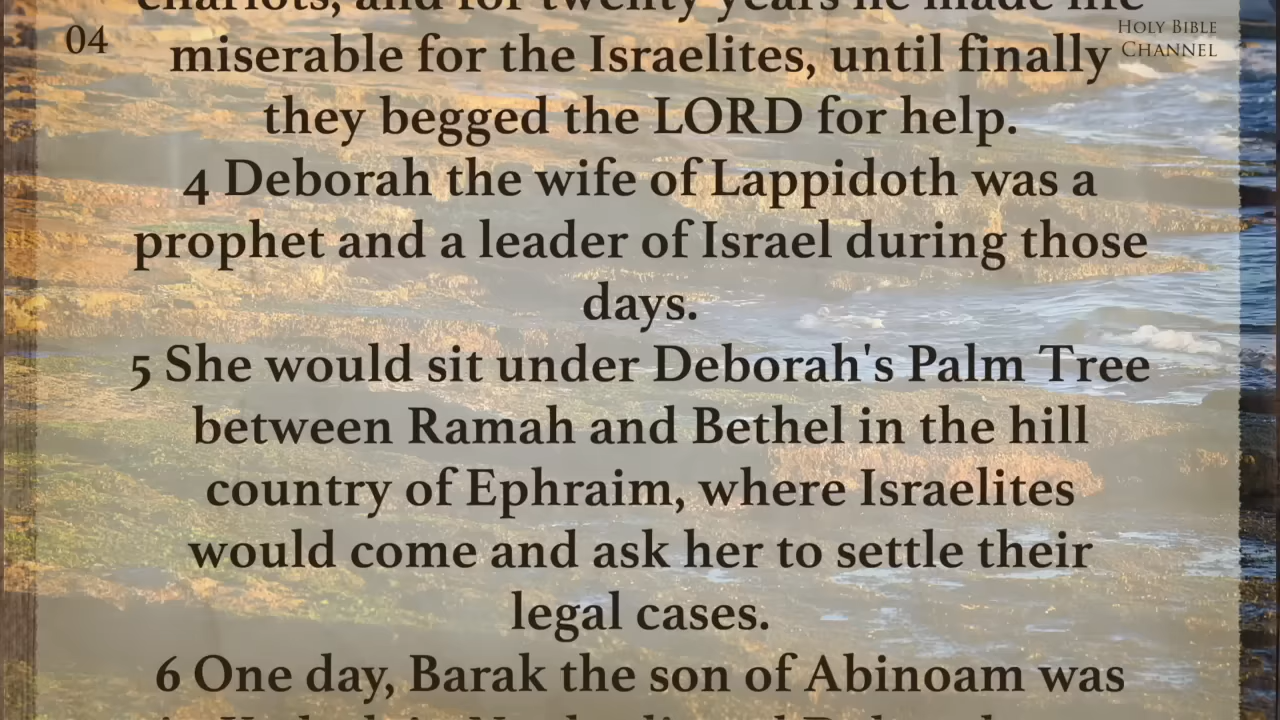 04
HOLY BIBLE
CHANNEL
chariots, and for twenty years he made life
miserable for the Israelites, until finally
they begged the LORD for help.
4 Deborah the wife of Lappidoth was a
prophet and a leader of Israel during those
days.
5 She would sit under Deborah's Palm Tree
between Ramah and Bethel in the hill
country of Ephraim, where Israelites
would come and ask her to settle their
legal cases.
6 One day, Barak the son of Abinoam was